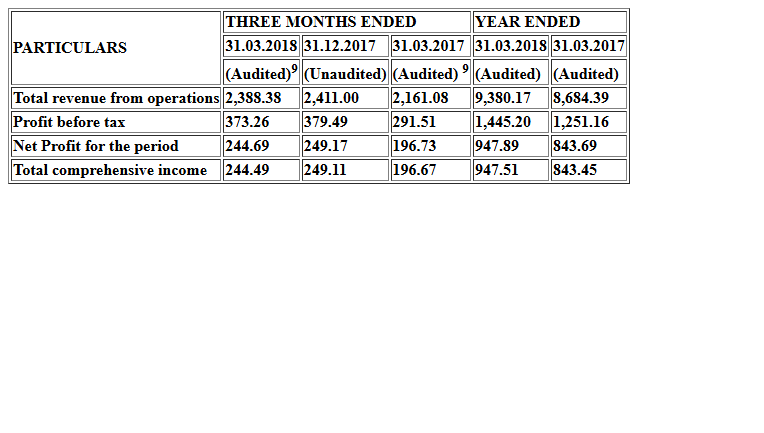 THREE MONTHS ENDED YEAR ENDED
PARTICULARS 31.03.2018 31.12.2017 31.03.2017 31.03.2018 31.03.2017
(Audited)9 (Unaudited) (Audited) 9 (Audited) (Audited)
Total revenue from operations 2,388.38 2,411.00 2,161.08 9,380.17 8,684.39
Profit before tax 373.26 379.49 291.51 1,445.20 1,251.16
Net Profit for the period 244.69 249.17 196.73 947.89 843.69
Total comprehensive income 244.49 249.11 196.67 947.51 843.45